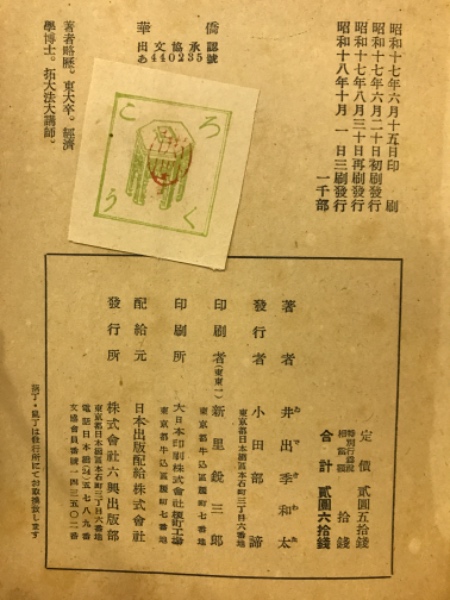 昭和十七年六月十五日印刷
昭和十七年六月二十日初刷發行
昭和十七年八月三十日再刷發行
昭和十八年十月一日三刷發行
一千部
華僑
出文協承認
あ440235號
著者略歷。東大卒。經濟
學博士。拓大法大講師。
ころ
うく
定價 貳圓五拾錢
特別行爲稅相當額 拾錢
合計 貳圓六拾錢
著者 井出季和太
發行者 小田部諦
東京都日本橋區本石町三丁目六番地
印刷者(東東一) 新里銳三郎
東京都牛込區榎町七番地
印刷所 大日本印刷株式會社榎町工場
東京都牛込區榎町七番地
配給元 日本出版配給株式會社
發行所 株式會社六興出版部
東京都日本橋區本石町三丁目六番地
電話日本橋(24)五七八九番
文協會員番號一四三五〇二番
落丁・亂丁は發行所にてお取換致します